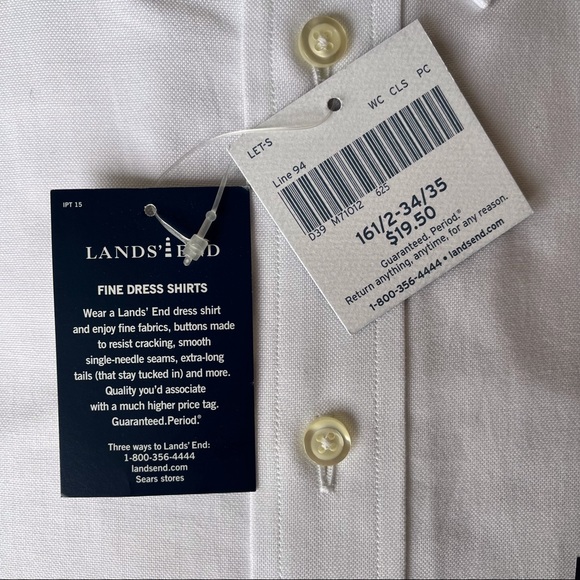 IPT 15
LANDS' END
FINE DRESS SHIRTS
Wear a Lands' End dress shirt
and enjoy fine fabrics, buttons made
to resist cracking, smooth
single-needle seams, extra-long
tails (that stay tucked in) and more.
Quality you'd associate
with a much higher price tag.
Guaranteed.Period.®
Three ways to Lands' End:
1-800-356-4444
landsend.com
Sears stores
LET-S WC CLS PC
Line 94
D39 M71012 625
161/2-34/35
$19.50
Guaranteed. Period.®
Return anything, anytime, for any reason.
1-800-356-4444 • landsend.com